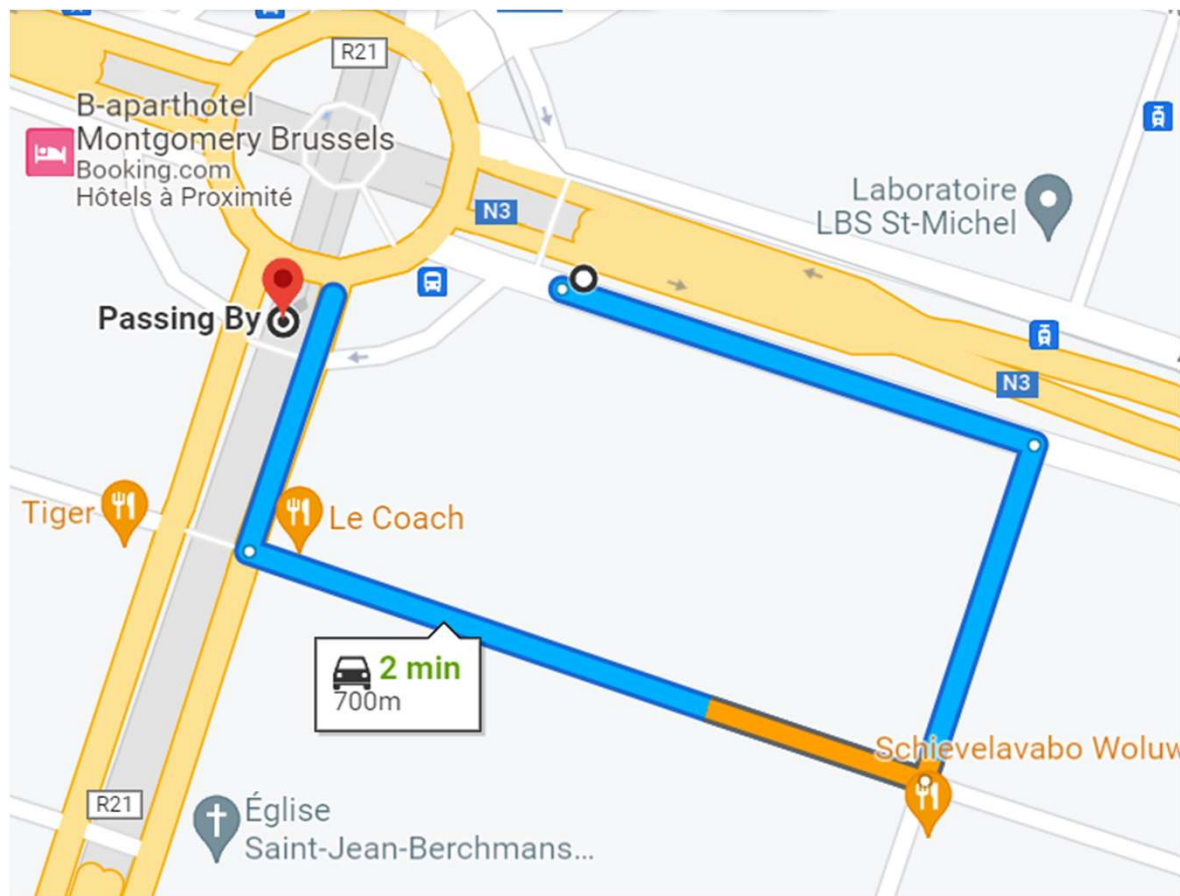 R21
B-aparthotel
Montgomery Brussels
Booking.com
Hôtels à Proximité
N3
Laboratoire
LBS St-Michel
Passing By
N3
Tiger
Le Coach
2 min
700m
Schievelavabo Woluw
R21
Église
Saint-Jean-Berchmans...